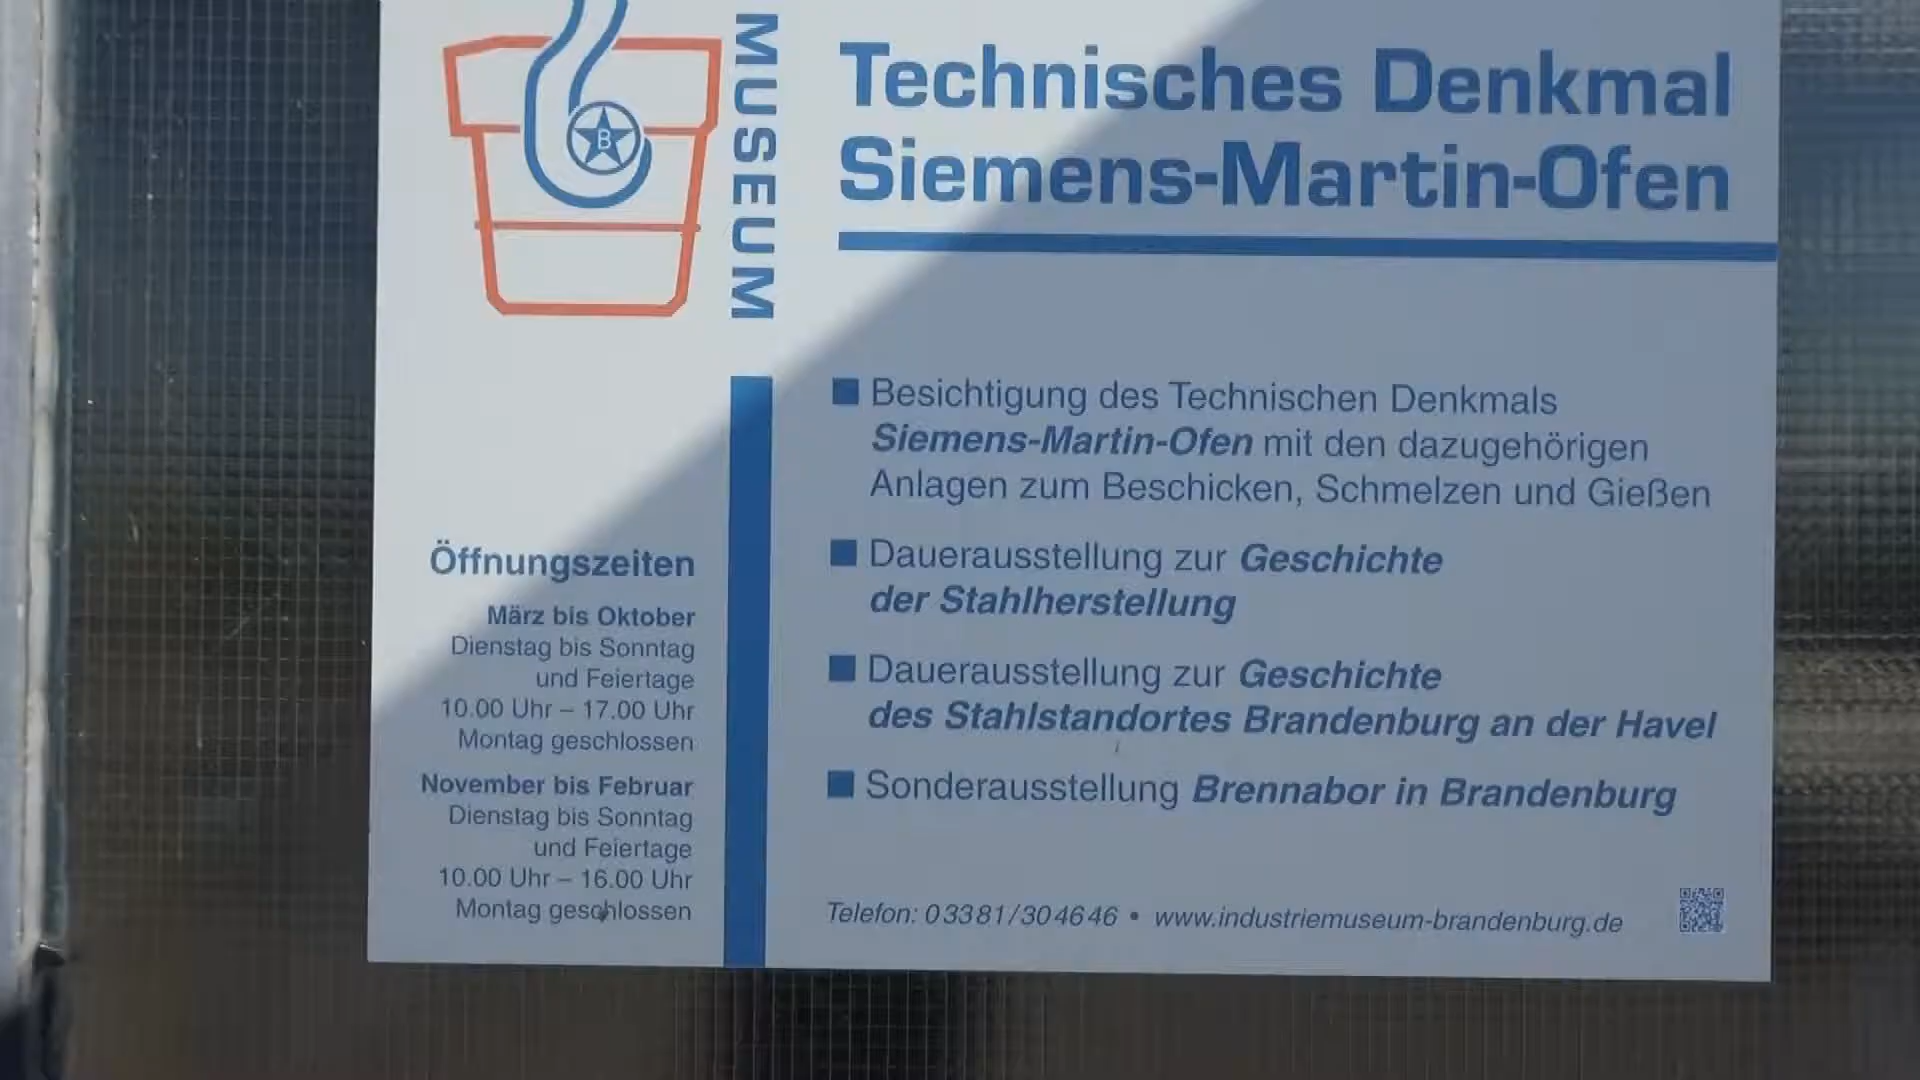 MUSEUM
B
Technisches Denkmal
Siemens-Martin-Ofen
Besichtigung des Technischen Denkmals
Siemens-Martin-Ofen mit den dazugehörigen
Anlagen zum Beschicken, Schmelzen und Gießen
Dauerausstellung zur Geschichte
der Stahlherstellung
Dauerausstellung zur Geschichte
des Stahlstandortes Brandenburg an der Havel
Sonderausstellung Brennabor in Brandenburg
Öffnungszeiten
März bis Oktober
Dienstag bis Sonntag
und Feiertage
10.00 Uhr – 17.00 Uhr
Montag geschlossen
November bis Februar
Dienstag bis Sonntag
und Feiertage
10.00 Uhr – 16.00 Uhr
Montag geschlossen
Telefon: 03381/304646 • www.industriemuseum-brandenburg.de